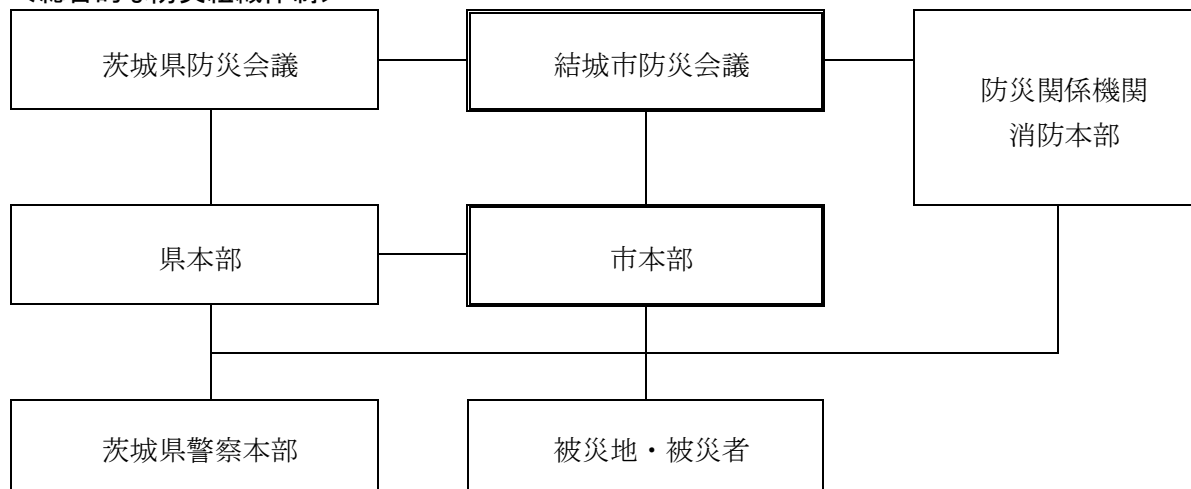 茨城県防災会議
結城市防災会議
防災関係機関
消防本部
県本部
市本部
茨城県警察本部
被災地・被災者